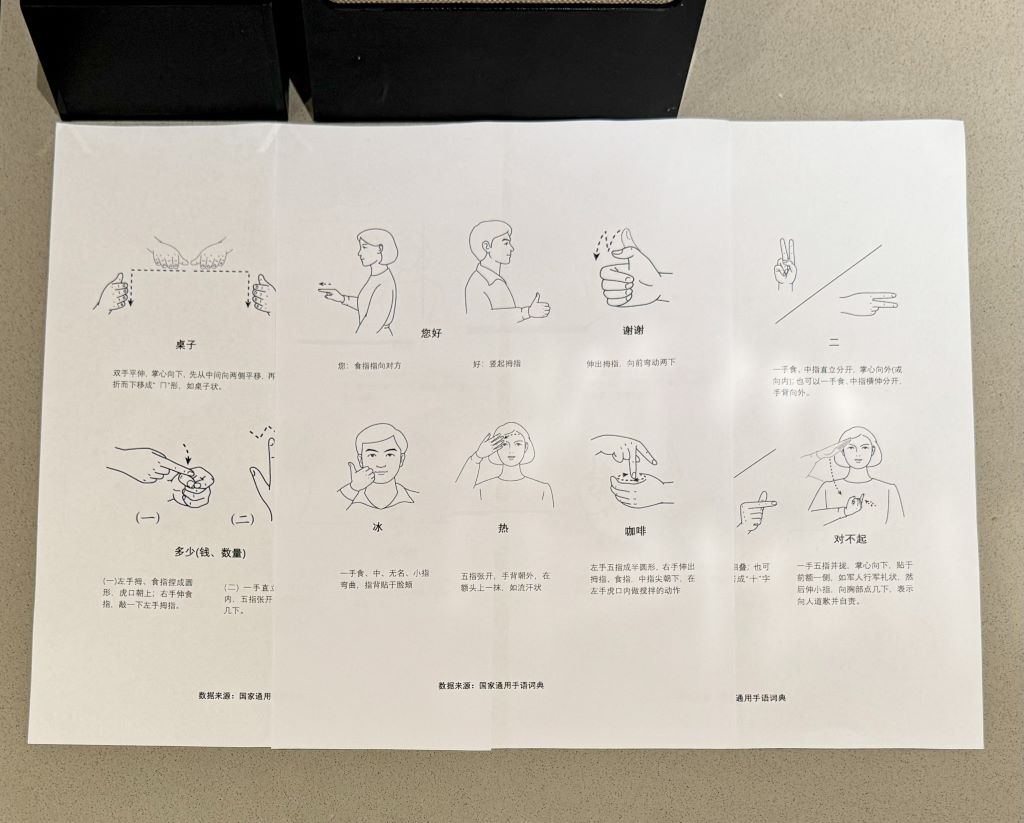 桌子
双手平伸，掌心向下，先从中间向两侧平移，再
折而下移成“冂”形，如桌子状。
您好
您：食指指向对方
好：竖起拇指
谢谢
伸出拇指，向前弯动两下
二
一手食、中指直立分开，掌心向外(或
向内)；也可以一手食、中指横伸分开，
手背向外。
(一)
(二)
多少(钱、数量)
(一)左手拇、食指捏成圆
形，虎口朝上；右手伸食
指，敲一下左手拇指。
(二) 一手直立
内，五指张开
几下。
冰
一手食、中、无名、小指
弯曲，指背贴于脸颊
热
五指张开，手背朝外，在
额头上一抹，如流汗状
咖啡
左手五指成半圆形，右手伸出
拇指、食指、中指尖朝下，在
左手虎口内做搅拌的动作
相叠，也可
成“十”字
对不起
一手五指并拢，掌心向下，贴于
前额一侧，如军人行军礼状，然
后伸小指，向胸部点几下，表示
向人道歉并自责。
数据来源：国家通用
数据来源：国家通用手语词典
通用手语词典